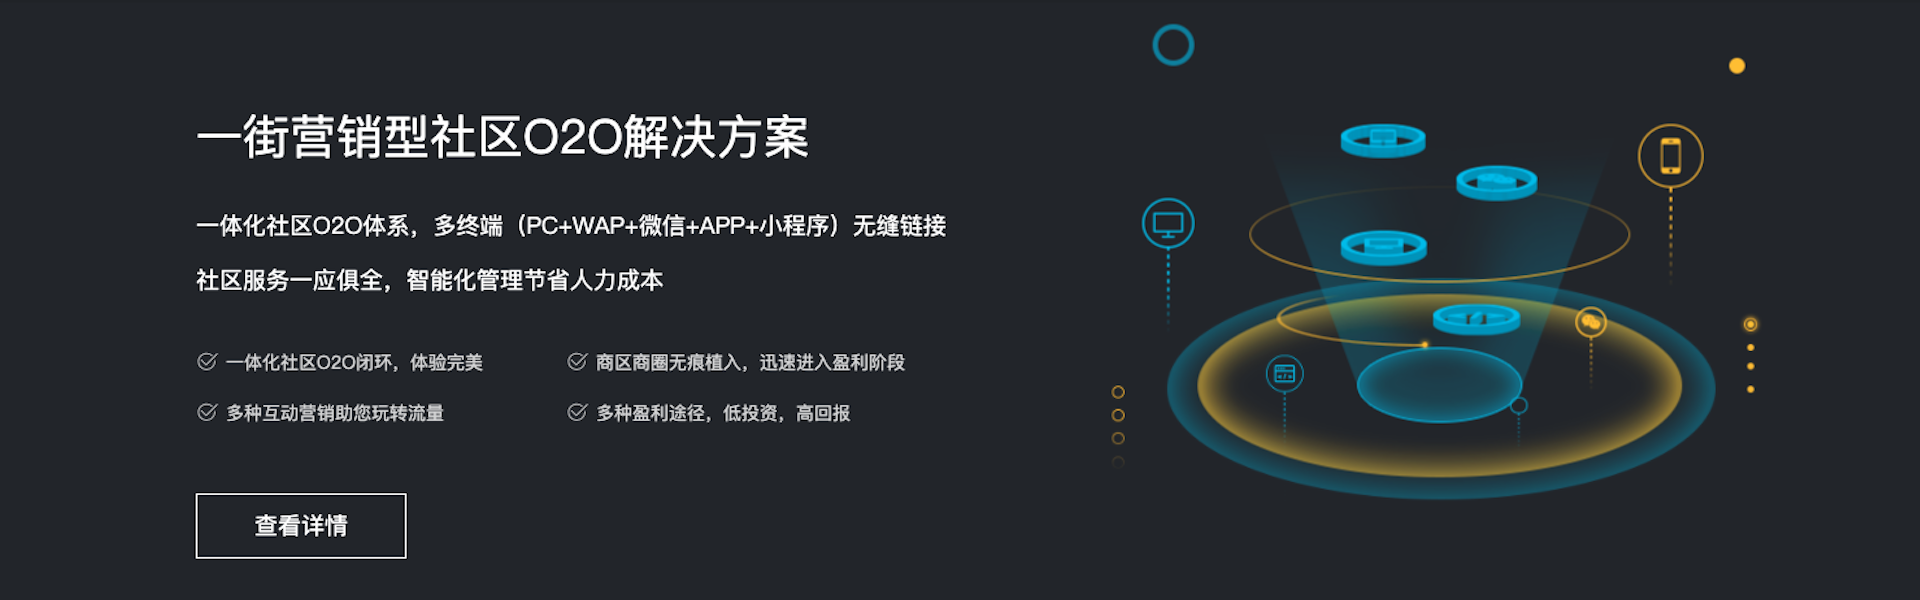 一街营销型社区O2O解决方案
一体化社区O2O体系，多终端（PC+WAP+微信+APP+小程序）无缝链接
社区服务一应俱全，智能化管理节省人力成本
一体化社区O2O闭环，体验完美
商区商圈无痕植入，迅速进入盈利阶段
多种互动营销助您玩转流量
多种盈利途径，低投资，高回报
查看详情